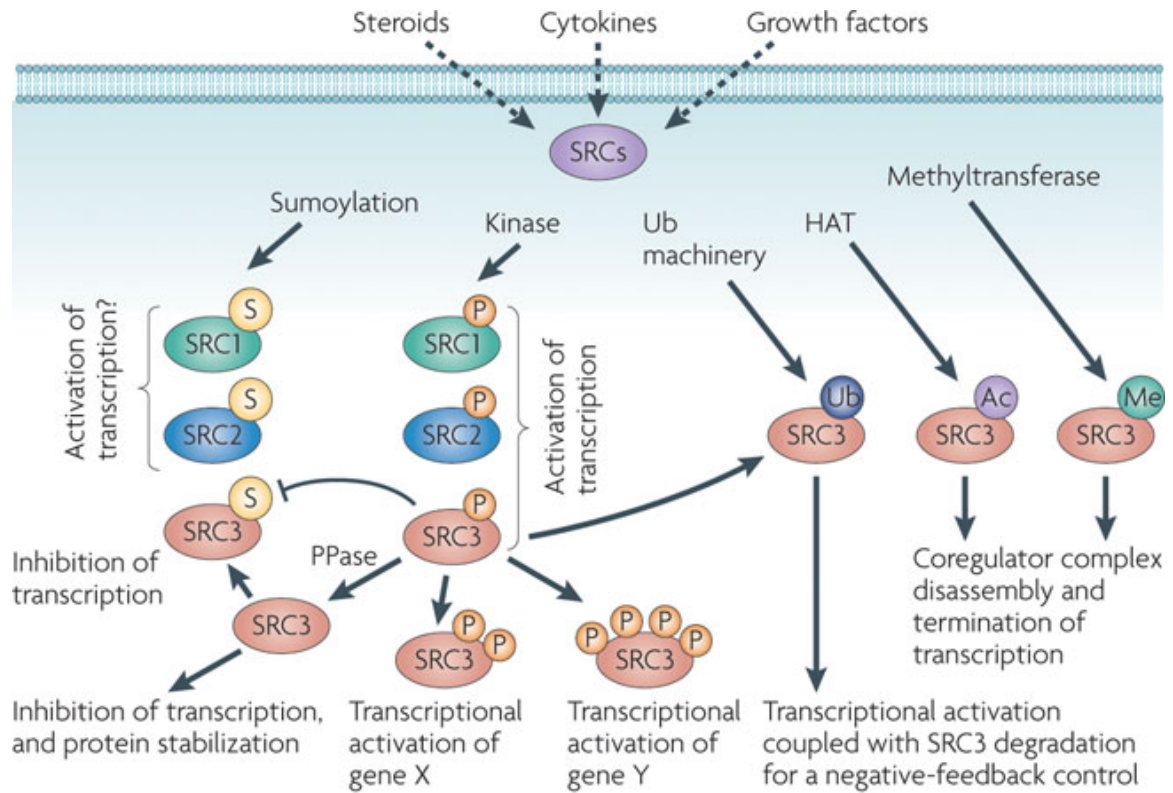 Steroids
Cytokines
Growth factors
SRCs
Methyltransferase
Sumoylation
Kinase
Ub
machinery
HAT
Activation of
transcription?
S
SRC1
S
SRC2
S
SRC3
P
SRC1
P
SRC2
P
SRC3
Activation of
transcription
Ub
SRC3
Ac
SRC3
Me
SRC3
Inhibition of
transcription
PPase
SRC3
P
P
SRC3
P
P
P
P
SRC3
Coregulator complex
disassembly and
termination of
transcription
Inhibition of transcription,
and protein stabilization
Transcriptional
activation of
gene X
Transcriptional
activation of
gene Y
Transcriptional activation
coupled with SRC3 degradation
for a negative-feedback control